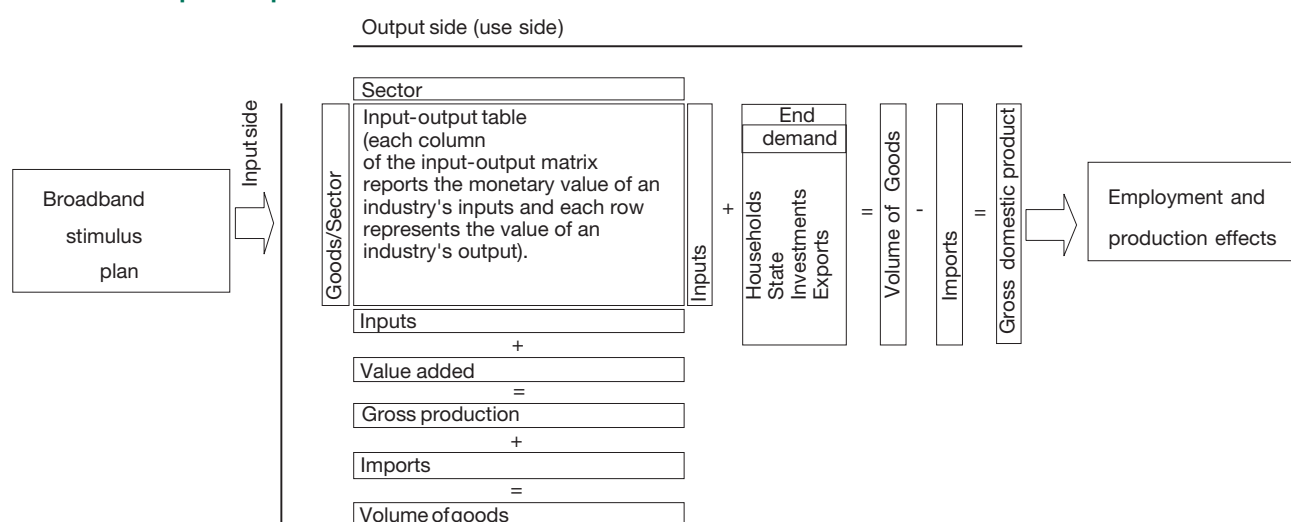 Output side (use side)
Input side
Sector
Broadband
stimulus
plan
Goods/Sector
Input-output table
(each column
of the input-output matrix
reports the monetary value of an
industry's inputs and each row
represents the value of an
industry's output).
Inputs
+
End
demand
Households
State
Investments
Exports
=
Volume of Goods
-
Imports
=
Gross domestic product
Employment and
production effects
Inputs
+
Value added
=
Gross production
+
Imports
=
Volume of goods